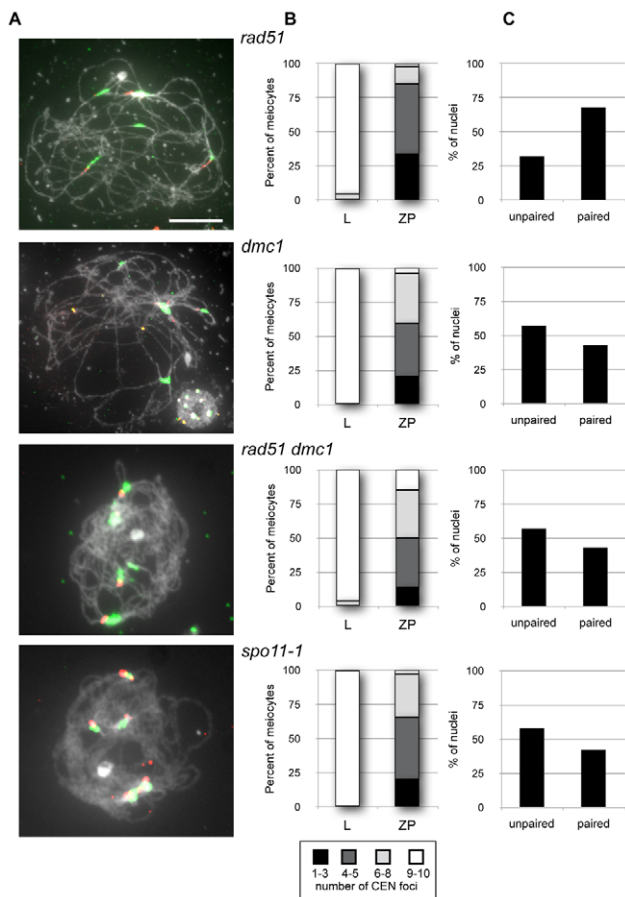 A
B
C
rad51
Percent of meiocytes
100
75
50
25
0
L
ZP
% of nuclei
100
75
50
25
0
unpaired
paired
dmc1
Percent of meiocytes
100
75
50
25
0
L
ZP
% of nuclei
100
75
50
25
0
unpaired
paired
rad51 dmc1
Percent of meiocytes
100
75
50
25
0
L
ZP
% of nuclei
100
75
50
25
0
unpaired
paired
spo11-1
Percent of meiocytes
100
75
50
25
0
L
ZP
% of nuclei
100
75
50
25
0
unpaired
paired
1-3 4-5 6-8 9-10
number of CEN foci